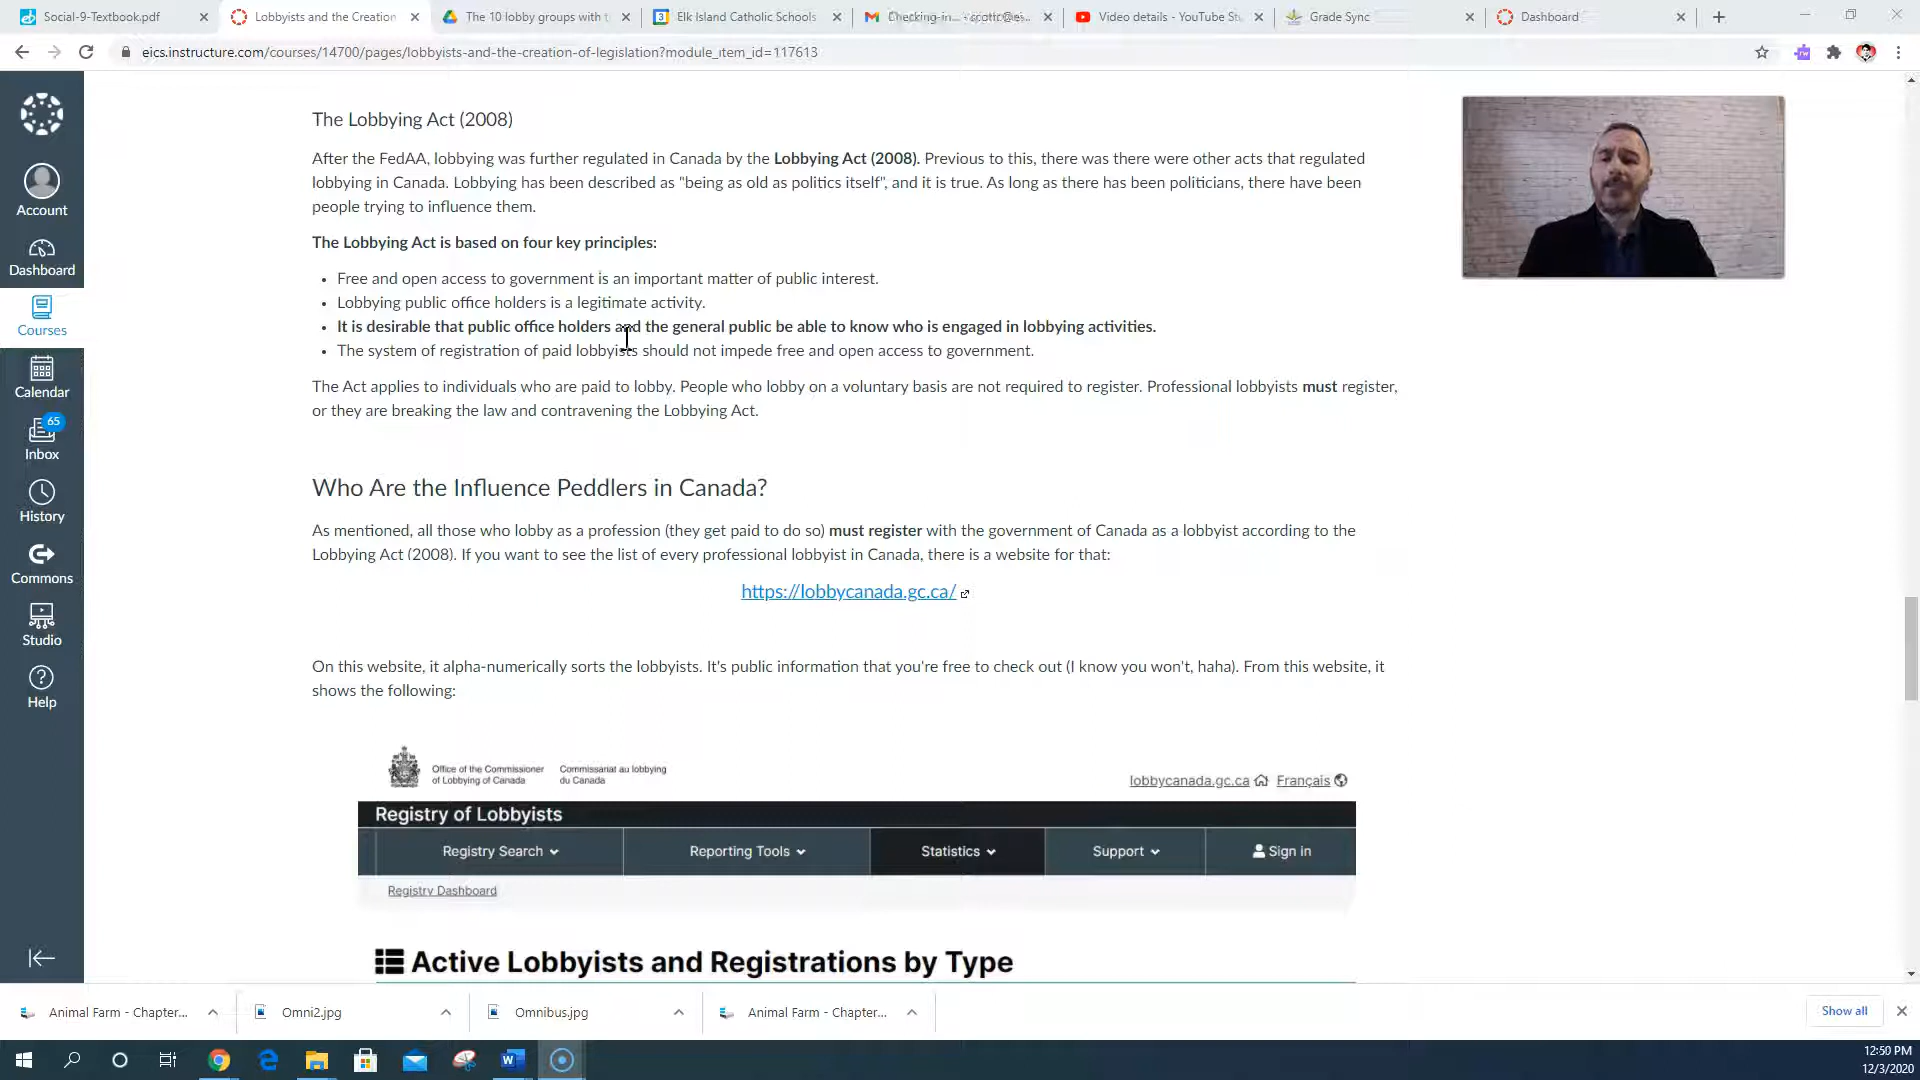 Social-9-Textbook.pdf
Lobbyists and the Creation
The 10 lobby groups with t
Elk Island Catholic Schools
Checking-in...
Video details - YouTube Stu
Grade Sync
Dashboard
eics.instructure.com/courses/14700/pages/lobbyists-and-the-creation-of-legislation?module_item_id=117613
Account
Dashboard
Courses
Calendar
65
Inbox
History
Commons
Studio
Help
The Lobbying Act (2008)
After the FedAA, lobbying was further regulated in Canada by the Lobbying Act (2008). Previous to this, there was there were other acts that regulated
lobbying in Canada. Lobbying has been described as "being as old as politics itself", and it is true. As long as there has been politicians, there have been
people trying to influence them.
The Lobbying Act is based on four key principles:
• Free and open access to government is an important matter of public interest.
• Lobbying public office holders is a legitimate activity.
• It is desirable that public office holders and the general public be able to know who is engaged in lobbying activities.
• The system of registration of paid lobbyists should not impede free and open access to government.
The Act applies to individuals who are paid to lobby. People who lobby on a voluntary basis are not required to register. Professional lobbyists must register,
or they are breaking the law and contravening the Lobbying Act.
Who Are the Influence Peddlers in Canada?
As mentioned, all those who lobby as a profession (they get paid to do so) must register with the government of Canada as a lobbyist according to the
Lobbying Act (2008). If you want to see the list of every professional lobbyist in Canada, there is a website for that:
https://lobbycanada.gc.ca/
On this website, it alpha-numerically sorts the lobbyists. It's public information that you're free to check out (I know you won't, haha). From this website, it
shows the following:
Office of the Commissioner
of Lobbying of Canada
Commissariat au lobbying
du Canada
lobbycanada.gc.ca
Français
Registry of Lobbyists
Registry Search
Reporting Tools
Statistics
Support
Sign in
Registry Dashboard
Active Lobbyists and Registrations by Type
Animal Farm - Chapter...
Omni2.jpg
Omnibus.jpg
Animal Farm - Chapter...
Show all
12:50 PM
12/3/2020